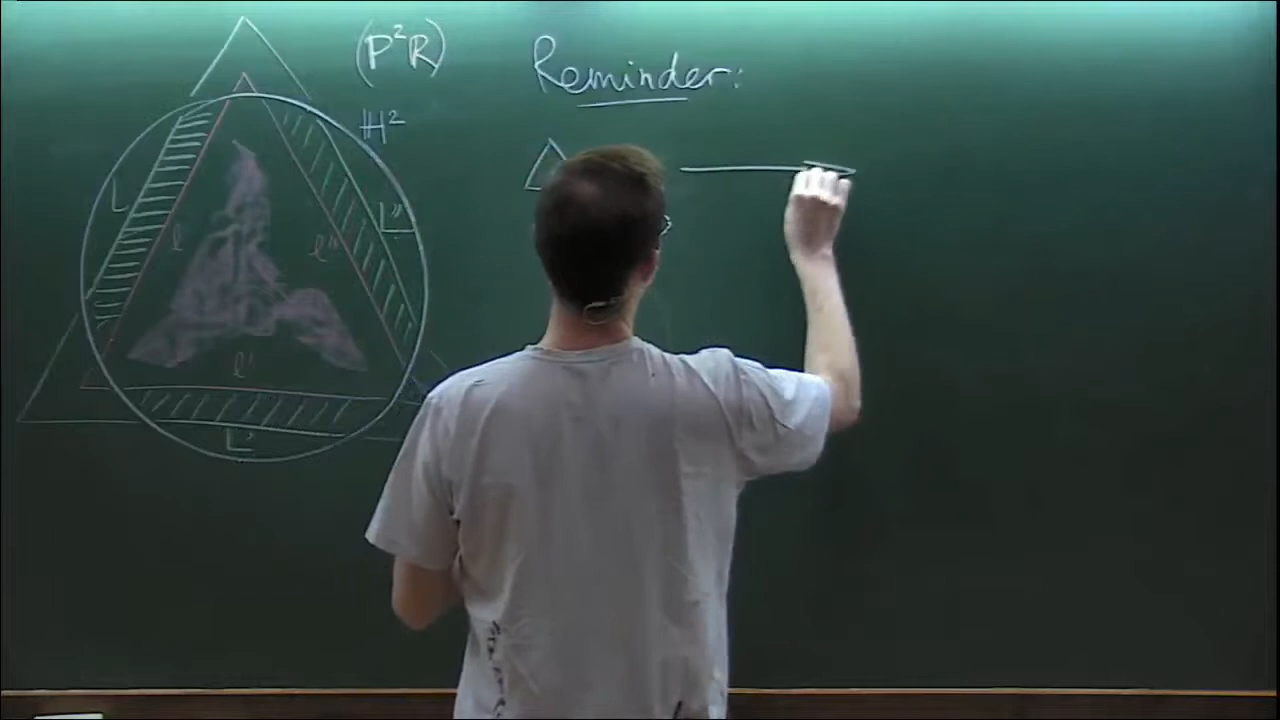 (P²R)
Reminder:
H²
L
l
l"
L"
l'
L'